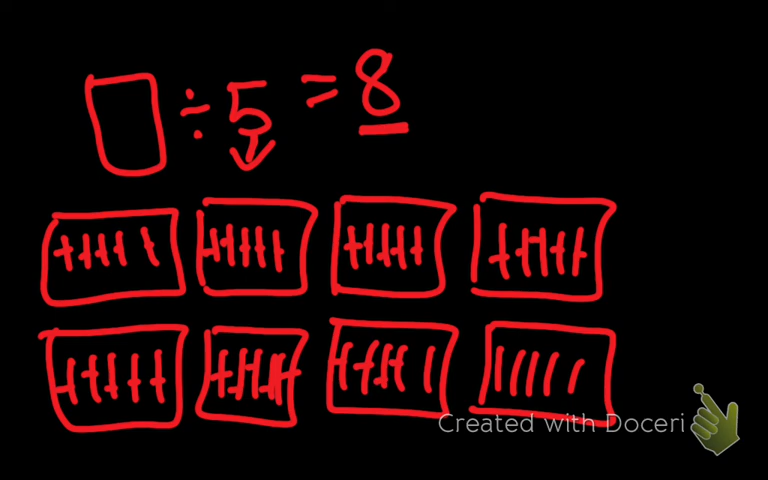 □ ÷ 5 = 8
Created with Doceri